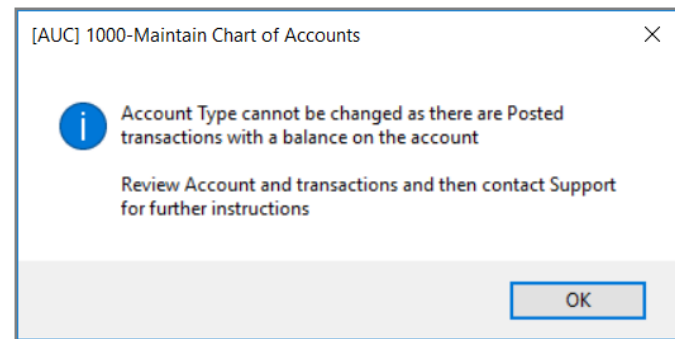 [AUC] 1000-Maintain Chart of Accounts
Account Type cannot be changed as there are Posted
transactions with a balance on the account
Review Account and transactions and then contact Support
for further instructions
OK